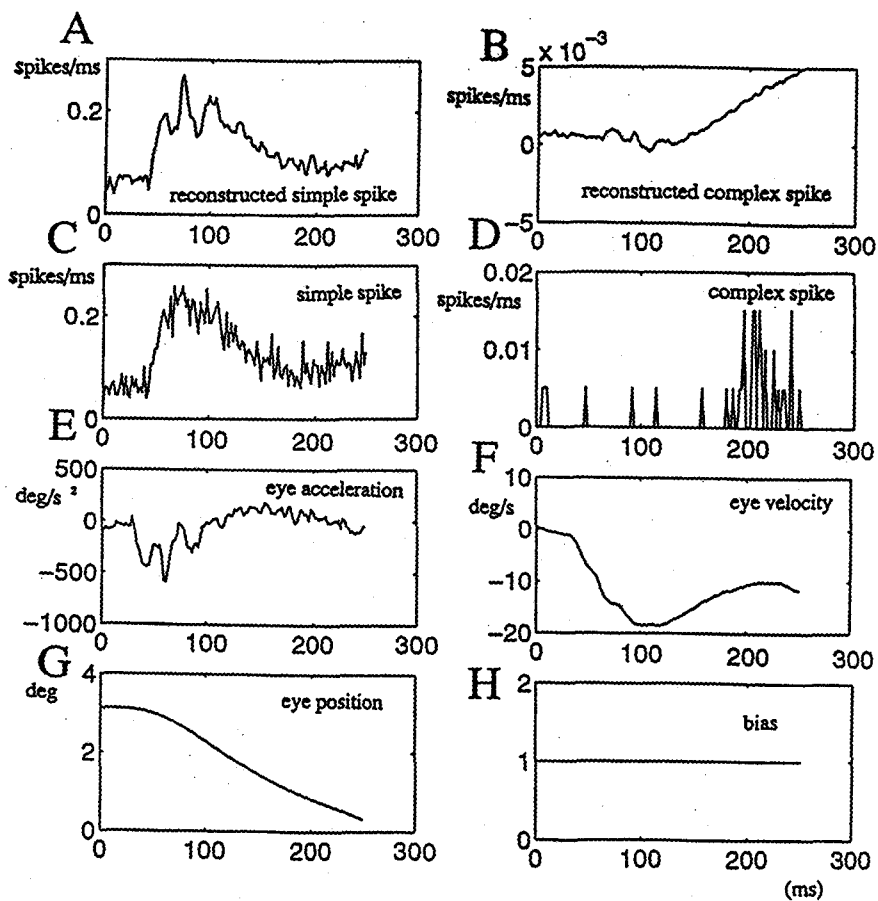 A
B
× 10⁻³
spikes/ms
0.2
0
reconstructed simple spike
0
100
200
300
5
spikes/ms
0
-5
reconstructed complex spike
0
100
200
300
C
D
spikes/ms
0.2
0
simple spike
0
100
200
300
0.02
spikes/ms
0.01
0
complex spike
0
100
200
300
E
F
500
deg/s ²
0
-500
-1000
eye acceleration
0
100
200
300
10
deg/s
0
-10
-20
eye velocity
0
100
200
300
G
H
4
deg
2
0
eye position
0
100
200
300
2
1
0
bias
0
100
200
300
(ms)